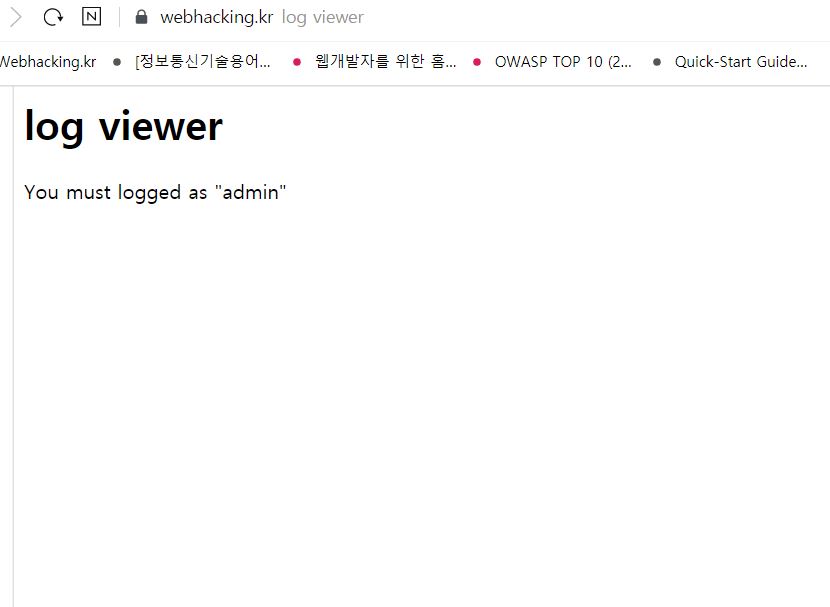 N webhacking.kr log viewer
Webhacking.kr [정보통신기술용어... 웹개발자를 위한 홈... OWASP TOP 10 (2... Quick-Start Guide...
log viewer
You must logged as "admin"